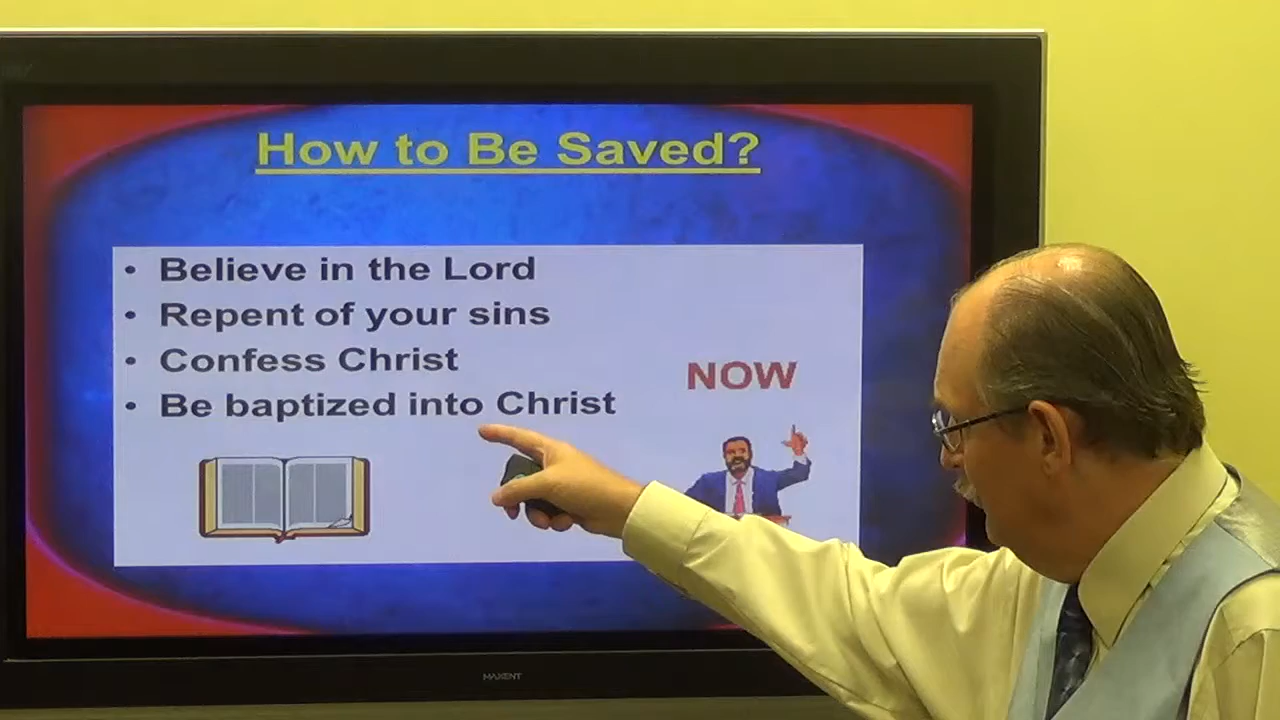 How to Be Saved?
• Believe in the Lord
• Repent of your sins
• Confess Christ
• Be baptized into Christ
NOW
MAXENT